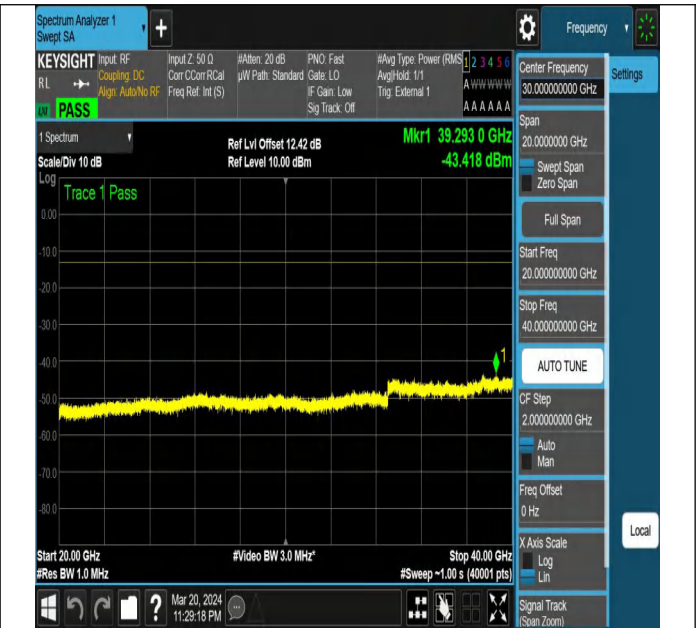 Spectrum Analyzer 1
Swept SA
Frequency
KEYSIGHT
RL
PASS
Input: RF
Coupling: DC
Align: Auto/No RF
Input Z: 50 Ω
Corr CCorr RCal
Freq Ref: Int (S)
#Atten: 20 dB
µW Path: Standard
PNO: Fast
Gate: LO
IF Gain: Low
Sig Track: Off
#Avg Type: Power (RMS
Avg|Hold: 1/1
Trig: External 1
1 2 3 4 5 6
A W W W W W
A A A A A A
1 Spectrum
Scale/Div 10 dB
Ref Lvl Offset 12.42 dB
Ref Level 10.00 dBm
Mkr1 39.293 0 GHz
-43.418 dBm
Log
Trace 1 Pass
0.00
-10.0
-20.0
-30.0
-40.0
-50.0
-60.0
-70.0
-80.0
1
Start 20.00 GHz
#Res BW 1.0 MHz
#Video BW 3.0 MHz*
Stop 40.00 GHz
#Sweep ~1.00 s (40001 pts)
Mar 20, 2024
11:29:18 PM
Center Frequency
30.000000000 GHz
Settings
Span
20.0000000 GHz
Swept Span
Zero Span
Full Span
Start Freq
20.000000000 GHz
Stop Freq
40.000000000 GHz
AUTO TUNE
CF Step
2.000000000 GHz
Auto
Man
Freq Offset
0 Hz
X Axis Scale
Log
Lin
Local
Signal Track
(Span Zoom)